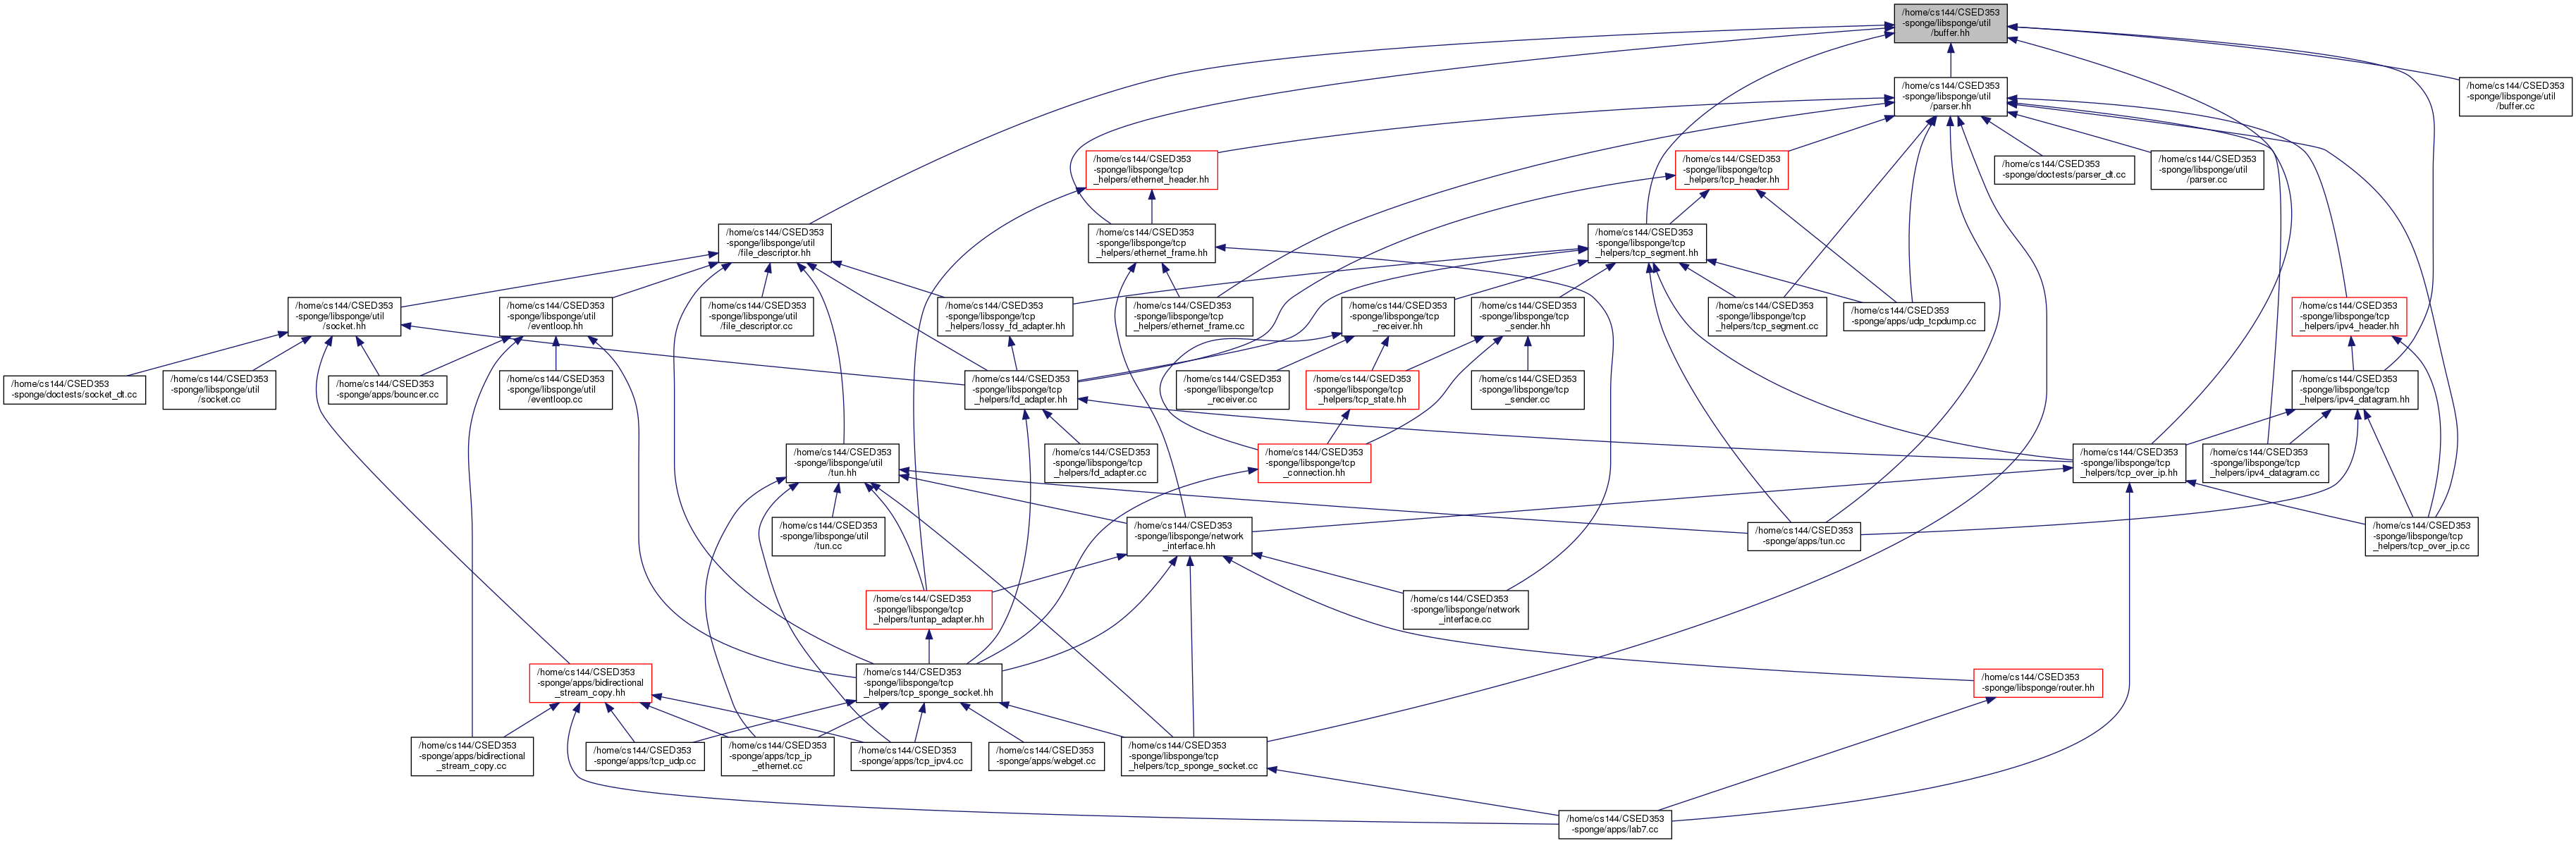 /home/cs144/CSED353
-sponge/libsponge/util
/buffer.hh
/home/cs144/CSED353
-sponge/libsponge/util
/parser.hh
/home/cs144/CSED353
-sponge/libsponge/util
/buffer.cc
/home/cs144/CSED353
-sponge/libsponge/tcp
_helpers/ethernet_header.hh
/home/cs144/CSED353
-sponge/libsponge/tcp
_helpers/tcp_header.hh
/home/cs144/CSED353
-sponge/doctests/parser_dt.cc
/home/cs144/CSED353
-sponge/libsponge/util
/parser.cc
/home/cs144/CSED353
-sponge/libsponge/util
/file_descriptor.hh
/home/cs144/CSED353
-sponge/libsponge/tcp
_helpers/ethernet_frame.hh
/home/cs144/CSED353
-sponge/libsponge/tcp
_helpers/tcp_segment.hh
/home/cs144/CSED353
-sponge/libsponge/util
/socket.hh
/home/cs144/CSED353
-sponge/libsponge/util
/eventloop.hh
/home/cs144/CSED353
-sponge/libsponge/util
/file_descriptor.cc
/home/cs144/CSED353
-sponge/libsponge/tcp
_helpers/lossy_fd_adapter.hh
/home/cs144/CSED353
-sponge/libsponge/tcp
_helpers/ethernet_frame.cc
/home/cs144/CSED353
-sponge/libsponge/tcp
_receiver.hh
/home/cs144/CSED353
-sponge/libsponge/tcp
_sender.hh
/home/cs144/CSED353
-sponge/libsponge/tcp
_helpers/tcp_segment.cc
/home/cs144/CSED353
-sponge/apps/udp_tcpdump.cc
/home/cs144/CSED353
-sponge/libsponge/tcp
_helpers/ipv4_header.hh
/home/cs144/CSED353
-sponge/doctests/socket_dt.cc
/home/cs144/CSED353
-sponge/libsponge/util
/socket.cc
/home/cs144/CSED353
-sponge/apps/bouncer.cc
/home/cs144/CSED353
-sponge/libsponge/util
/eventloop.cc
/home/cs144/CSED353
-sponge/libsponge/tcp
_helpers/fd_adapter.hh
/home/cs144/CSED353
-sponge/libsponge/tcp
_receiver.cc
/home/cs144/CSED353
-sponge/libsponge/tcp
_helpers/tcp_state.hh
/home/cs144/CSED353
-sponge/libsponge/tcp
_sender.cc
/home/cs144/CSED353
-sponge/libsponge/tcp
_helpers/ipv4_datagram.hh
/home/cs144/CSED353
-sponge/libsponge/util
/tun.hh
/home/cs144/CSED353
-sponge/libsponge/tcp
_helpers/fd_adapter.cc
/home/cs144/CSED353
-sponge/libsponge/tcp
_connection.hh
/home/cs144/CSED353
-sponge/libsponge/tcp
_helpers/tcp_over_ip.hh
/home/cs144/CSED353
-sponge/libsponge/tcp
_helpers/ipv4_datagram.cc
/home/cs144/CSED353
-sponge/libsponge/util
/tun.cc
/home/cs144/CSED353
-sponge/libsponge/network
_interface.hh
/home/cs144/CSED353
-sponge/apps/tun.cc
/home/cs144/CSED353
-sponge/libsponge/tcp
_helpers/tcp_over_ip.cc
/home/cs144/CSED353
-sponge/libsponge/tcp
_helpers/tuntap_adapter.hh
/home/cs144/CSED353
-sponge/libsponge/network
_interface.cc
/home/cs144/CSED353
-sponge/apps/bidirectional
_stream_copy.hh
/home/cs144/CSED353
-sponge/libsponge/tcp
_helpers/tcp_sponge_socket.hh
/home/cs144/CSED353
-sponge/libsponge/router.hh
/home/cs144/CSED353
-sponge/apps/bidirectional
_stream_copy.cc
/home/cs144/CSED353
-sponge/apps/tcp_udp.cc
/home/cs144/CSED353
-sponge/apps/tcp_ip
_ethernet.cc
/home/cs144/CSED353
-sponge/apps/tcp_ipv4.cc
/home/cs144/CSED353
-sponge/apps/webget.cc
/home/cs144/CSED353
-sponge/libsponge/tcp
_helpers/tcp_sponge_socket.cc
/home/cs144/CSED353
-sponge/apps/lab7.cc